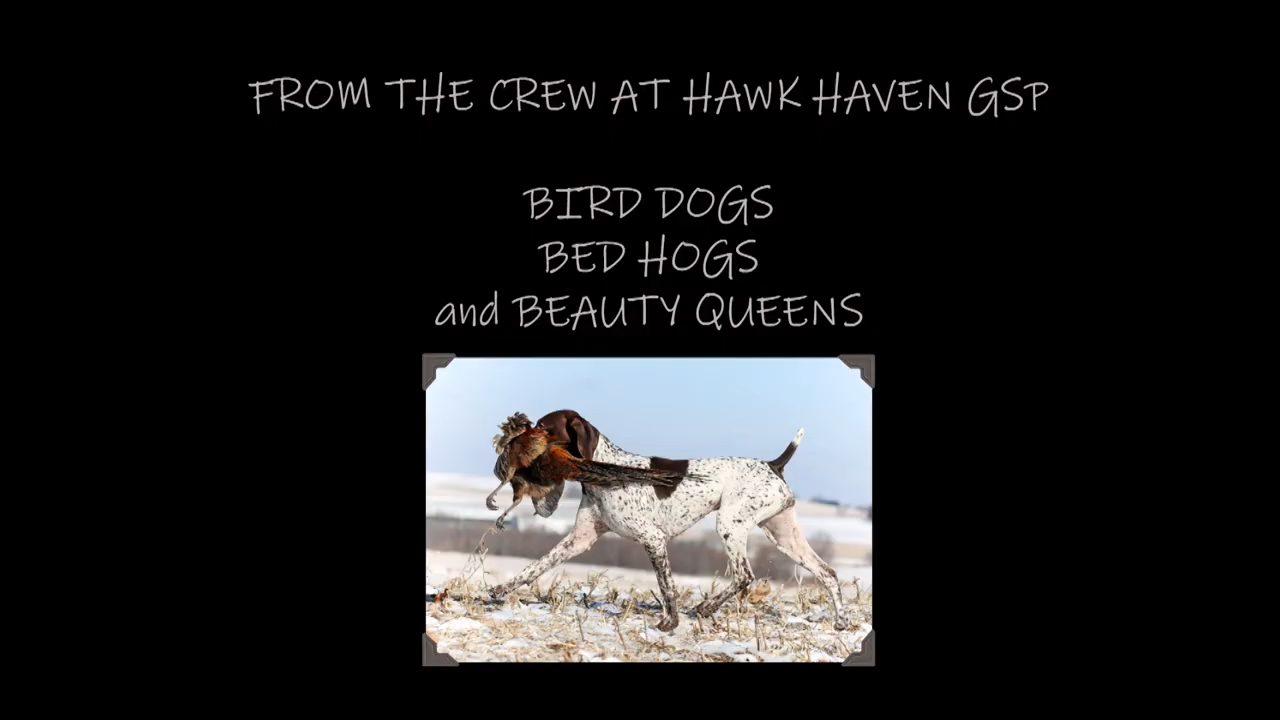 FROM THE CREW AT HAWK HAVEN GSP
BIRD DOGS
BED HOGS
and BEAUTY QUEENS